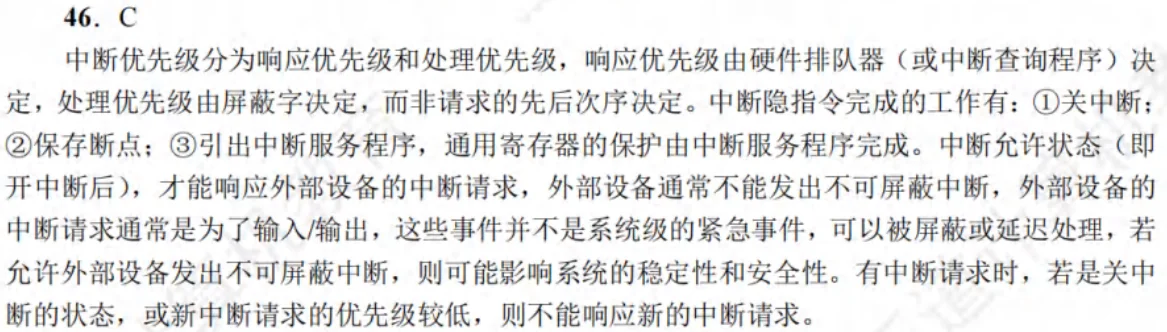 46. C
中断优先级分为响应优先级和处理优先级，响应优先级由硬件排队器（或中断查询程序）决
定，处理优先级由屏蔽字决定，而非请求的先后次序决定。中断隐指令完成的工作有：①关中断；
②保存断点；③引出中断服务程序，通用寄存器的保护由中断服务程序完成。中断允许状态（即
开中断后），才能响应外部设备的中断请求，外部设备通常不能发出不可屏蔽中断，外部设备的
中断请求通常是为了输入/输出，这些事件并不是系统级的紧急事件，可以被屏蔽或延迟处理，若
允许外部设备发出不可屏蔽中断，则可能影响系统的稳定性和安全性。有中断请求时，若是关中
断的状态，或新中断请求的优先级较低，则不能响应新的中断请求。